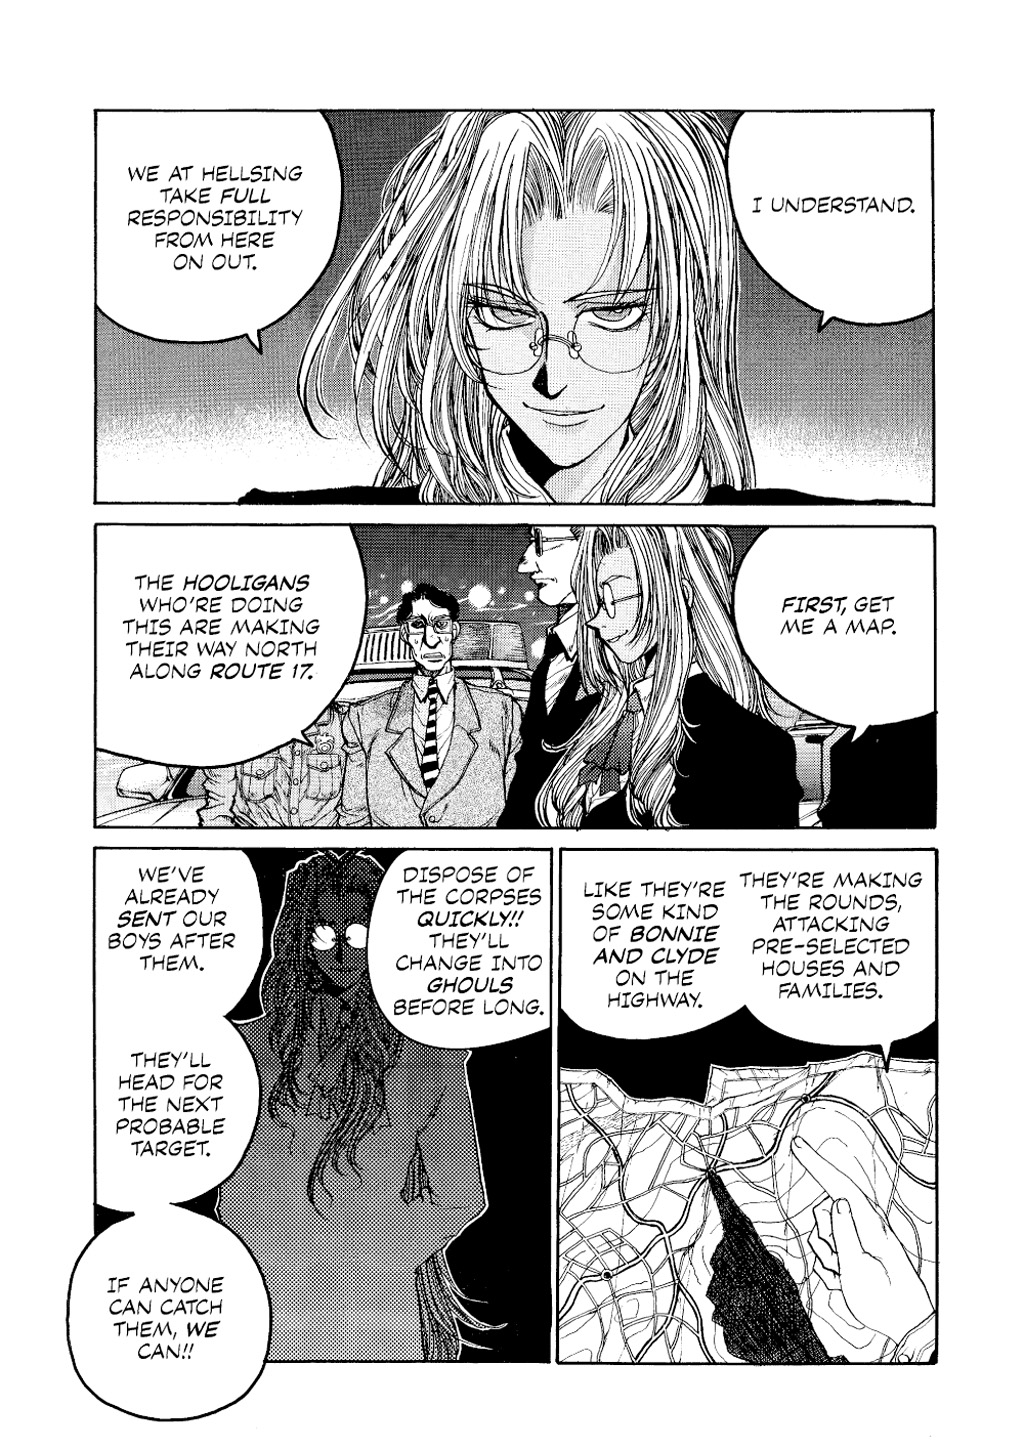 I UNDERSTAND.
WE AT HELLSING
TAKE FULL
RESPONSIBILITY
FROM HERE
ON OUT.
FIRST, GET
ME A MAP.
THE HOOLIGANS
WHO'RE DOING
THIS ARE MAKING
THEIR WAY NORTH
ALONG ROUTE 17.
THEY'RE MAKING
THE ROUNDS,
ATTACKING
PRE-SELECTED
HOUSES AND
FAMILIES.
LIKE THEY'RE
SOME KIND
OF BONNIE
AND CLYDE
ON THE
HIGHWAY.
DISPOSE OF
THE CORPSES
QUICKLY!!
THEY'LL
CHANGE INTO
GHOULS
BEFORE LONG.
WE'VE
ALREADY
SENT OUR
BOYS AFTER
THEM.
THEY'LL
HEAD FOR
THE NEXT
PROBABLE
TARGET.
IF ANYONE
CAN CATCH
THEM, WE
CAN!!